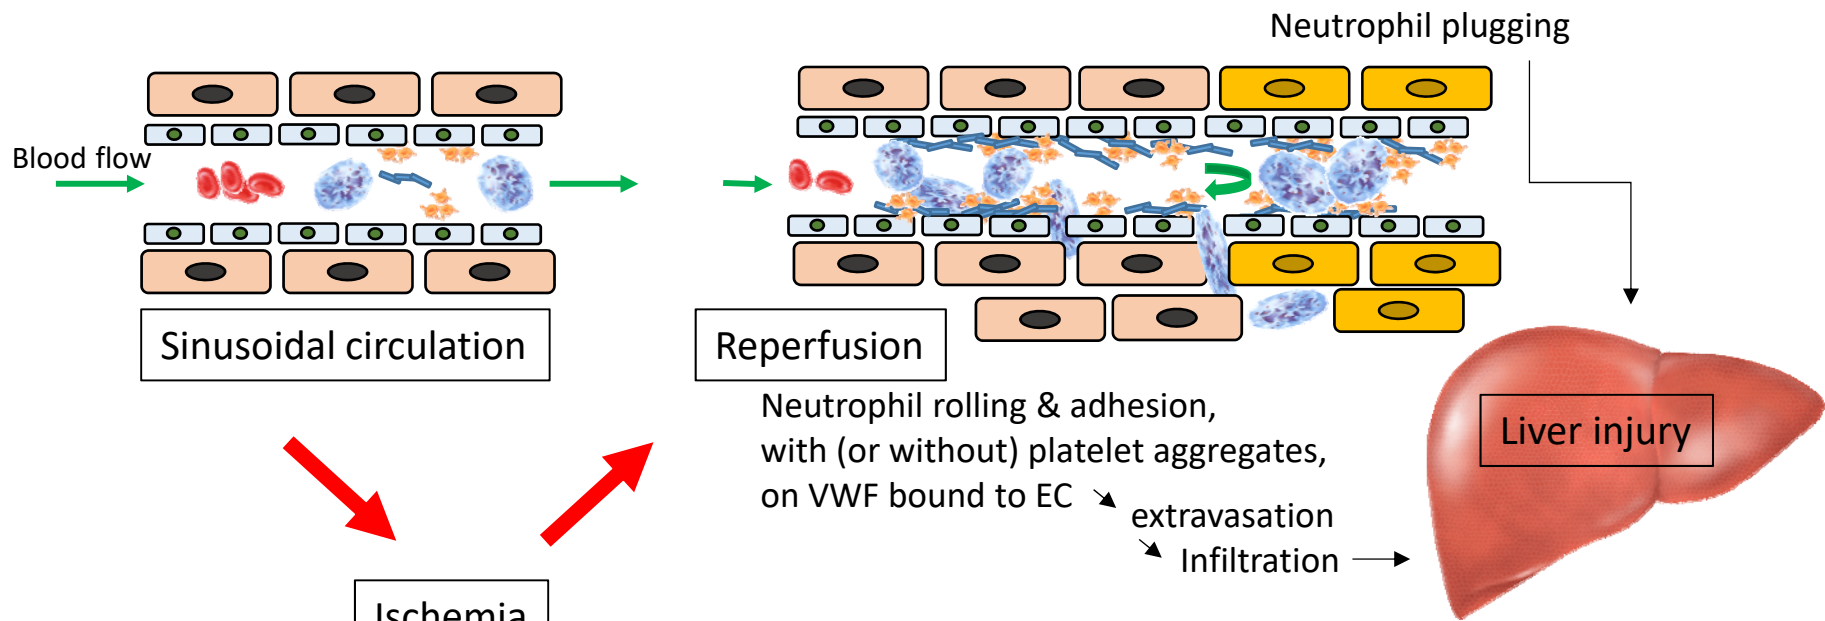 Neutrophil plugging
Blood flow
Sinusoidal circulation
Reperfusion
Neutrophil rolling & adhesion,
with (or without) platelet aggregates,
on VWF bound to EC
extravasation
Infiltration
Liver injury
Ischemia